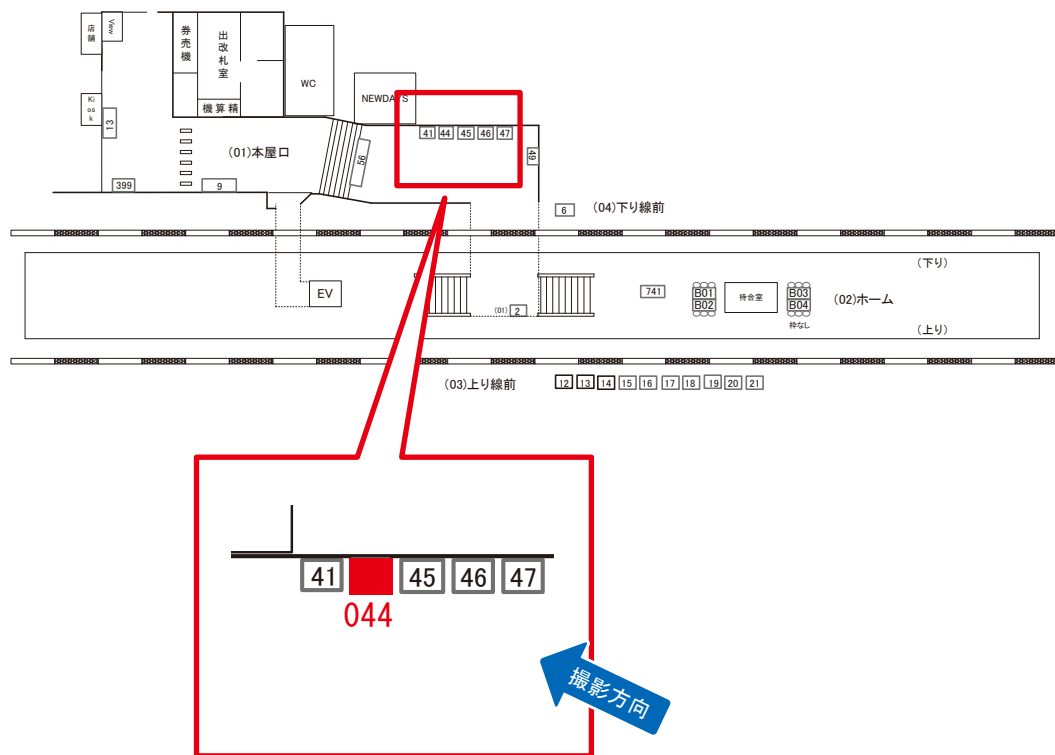 店舗
View
券売機
出改札室
WC
NEWDAYS
Kiosk
13
機算精
(01)本屋口
56
41 44 45 46 47
49
399
9
6
(04)下り線前
(下り)
EV
741
B01
B02
待合室
B03
B04
(02)ホーム
(01) 2
枠なし
(上り)
(03)上り線前
12 13 14 15 16 17 18 19 20 21
41 45 46 47
044
撮影方向